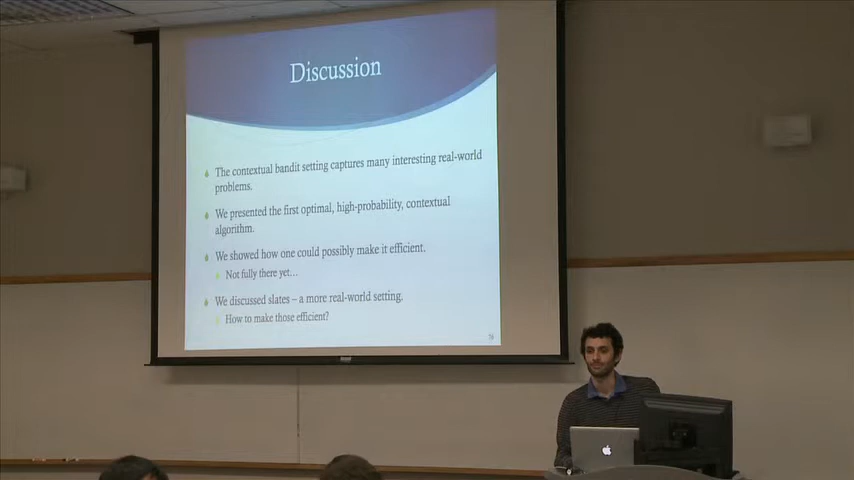 Discussion
The contextual bandit setting captures many interesting real-world
problems.
We presented the first optimal, high-probability, contextual
algorithm.
We showed how one could possibly make it efficient.
Not fully there yet…
We discussed slates – a more real-world setting.
How to make those efficient?